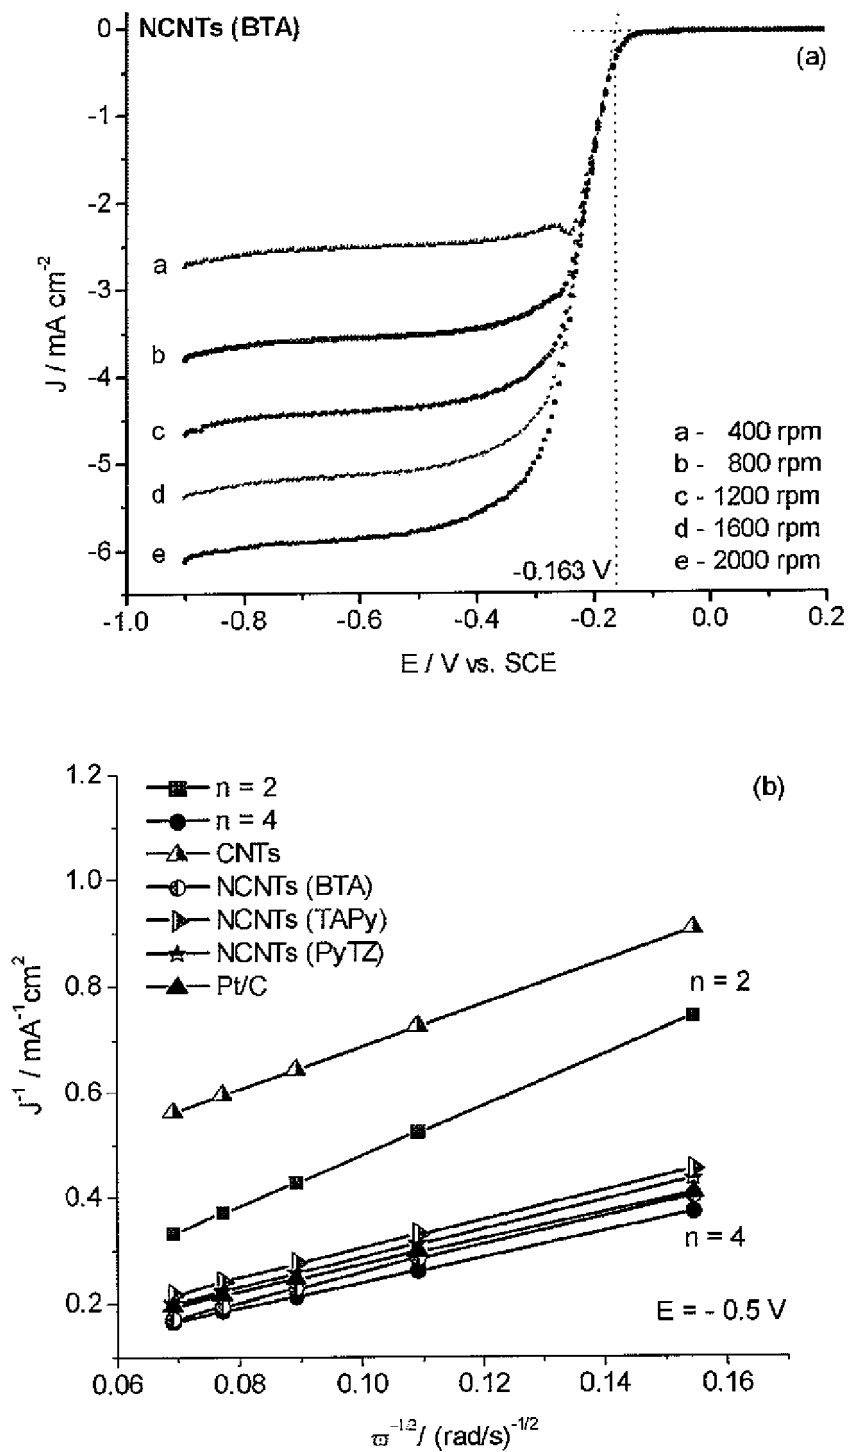 NCNTs (BTA)
(a)
0
-1
-2
-3
-4
-5
-6
J / mA cm⁻²
a
b
c
d
e
a - 400 rpm
b - 800 rpm
c - 1200 rpm
d - 1600 rpm
e - 2000 rpm
-0.163 V
-1.0 -0.8 -0.6 -0.4 -0.2 0.0 0.2
E / V vs. SCE
(b)
n = 2
n = 4
CNTs
NCNTs (BTA)
NCNTs (TAPy)
NCNTs (PyTZ)
Pt/C
1.2
1.0
0.8
0.6
0.4
0.2
J⁻¹ / mA⁻¹cm²
n = 2
n = 4
E = - 0.5 V
0.06 0.08 0.10 0.12 0.14 0.16
ϖ⁻¹ᐟ²/ (rad/s)⁻¹ᐟ²